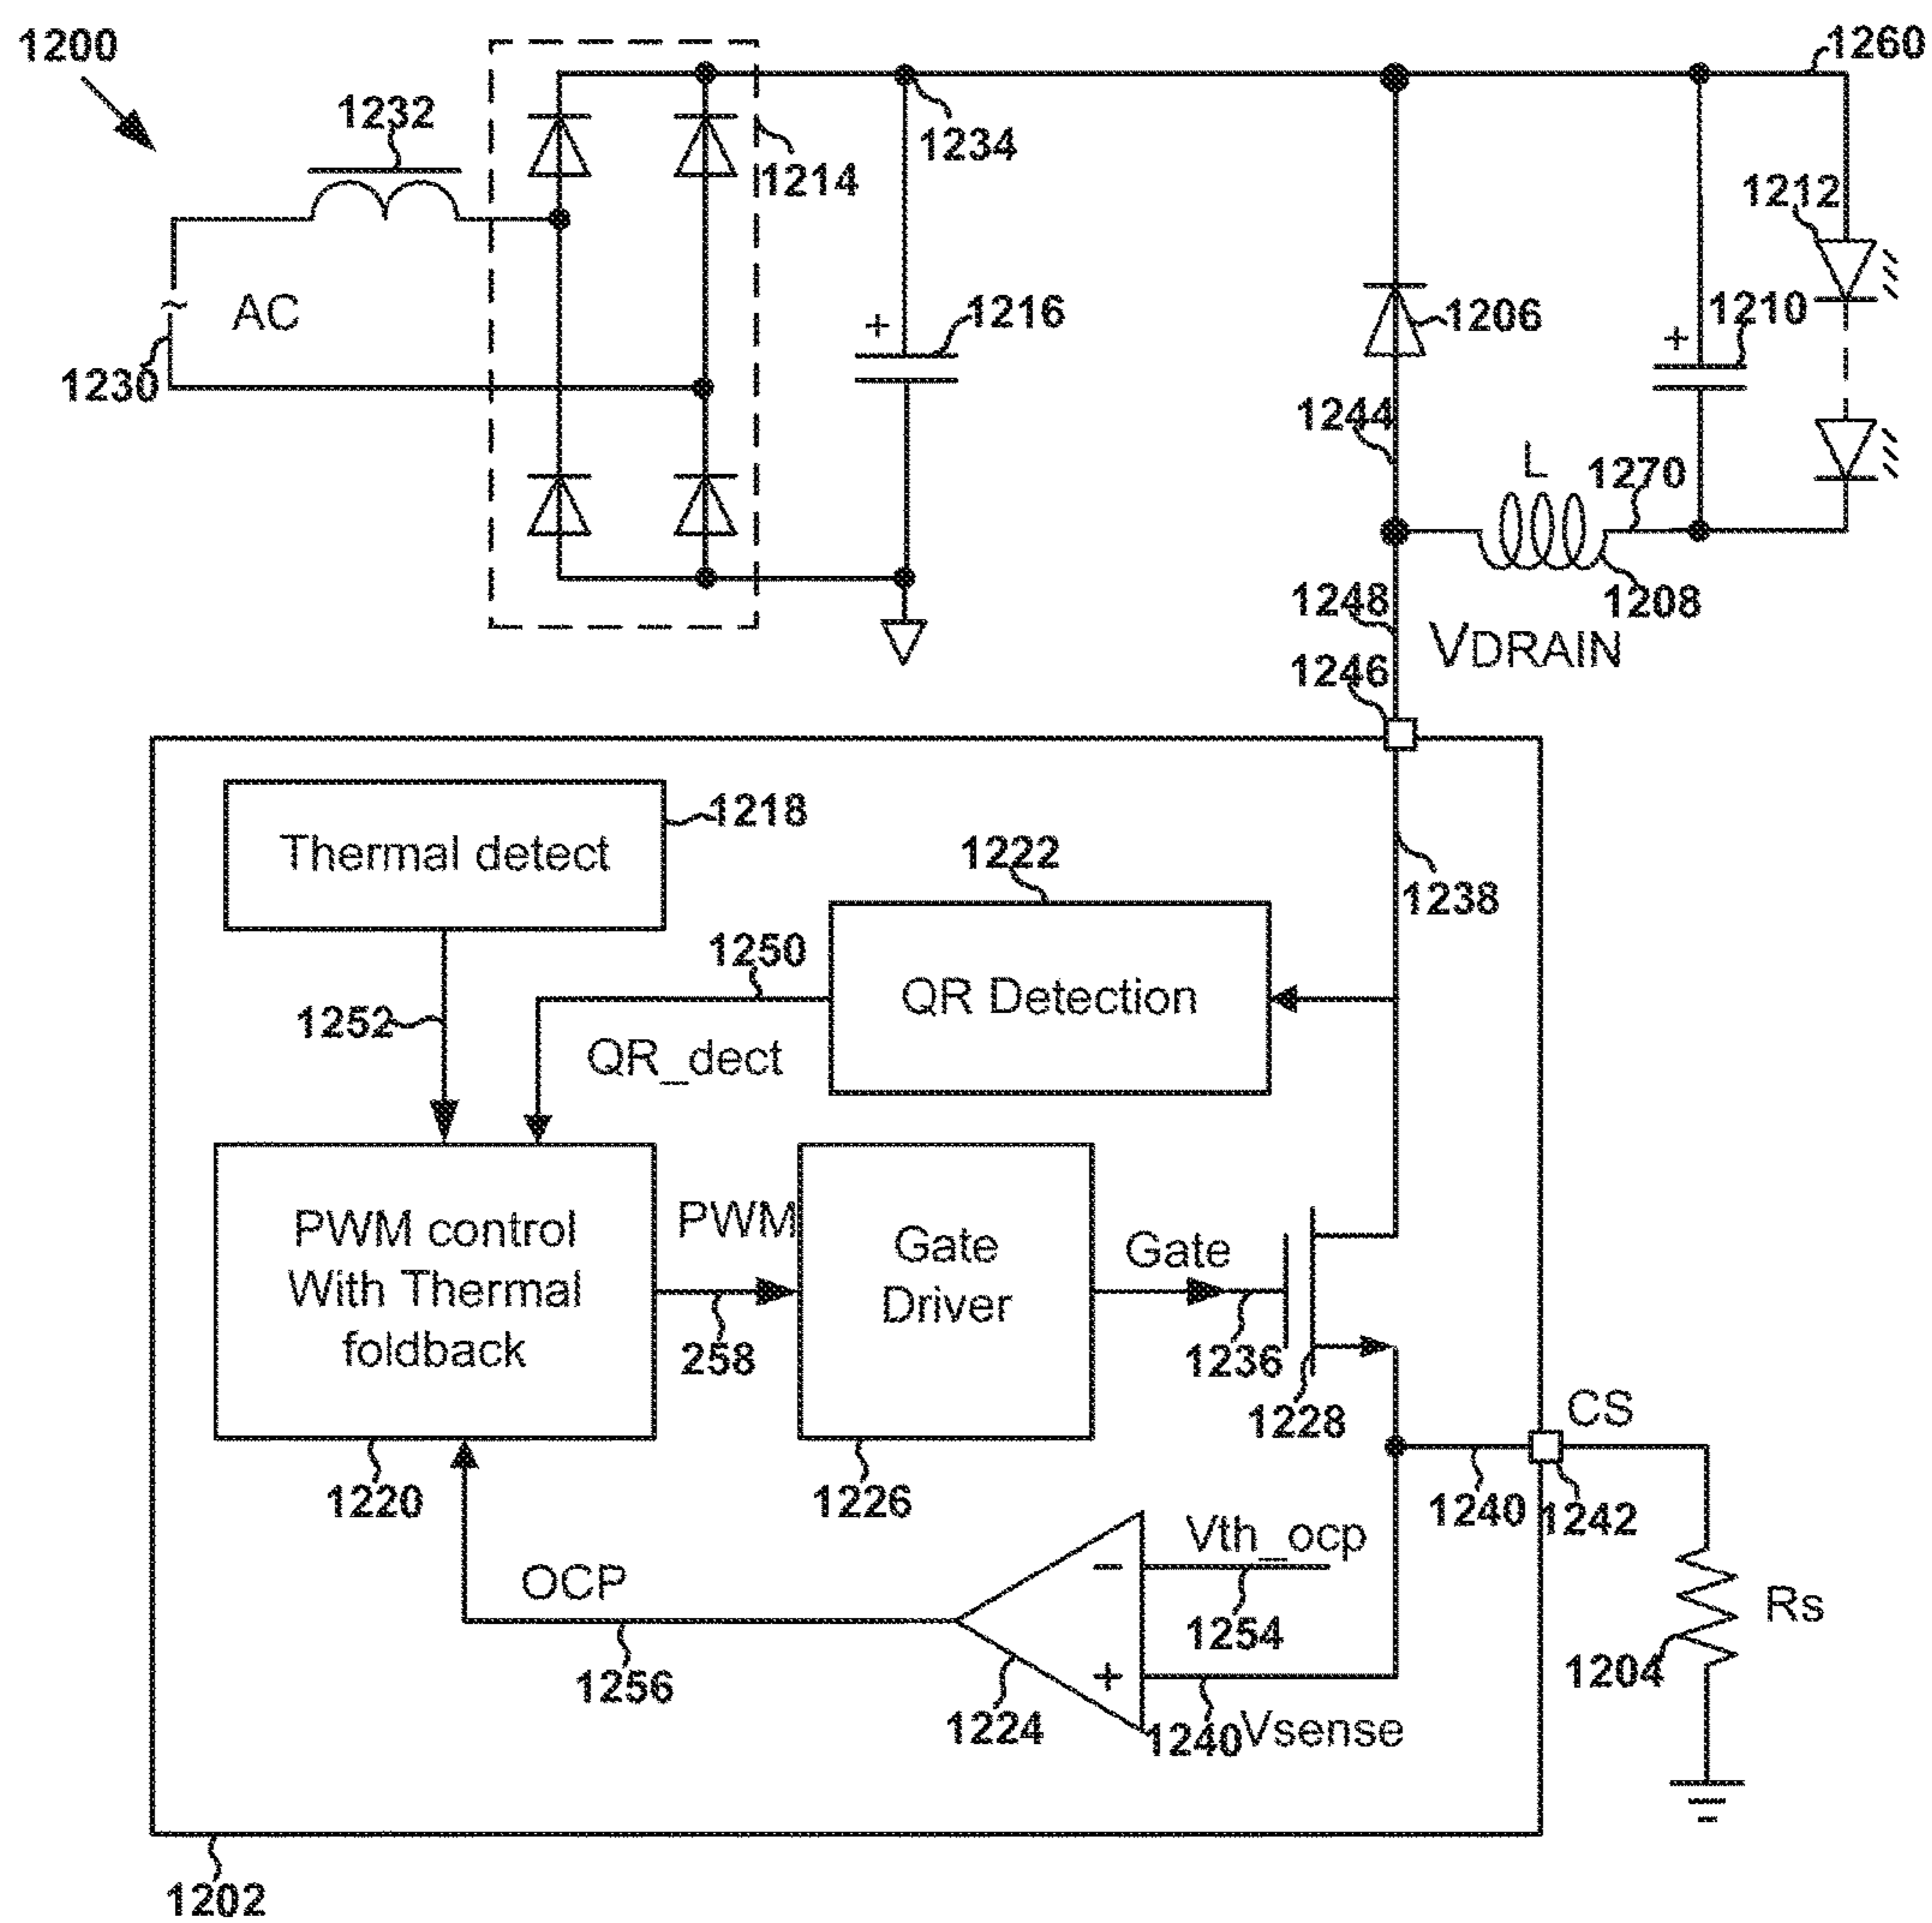 1200
1232
1214
1234
1260
1212
AC
1230
+
1216
1206
+
1210
1244
L
1270
1208
1248
VDRAIN
1246
Thermal detect
1218
1222
1238
1250
QR Detection
1252
QR_dect
PWM control
With Thermal
foldback
PWM
258
Gate
Driver
Gate
1236
1228
CS
1220
1226
1240
1242
Vth_ocp
OCP
-
1254
Rs
1204
1256
+
1224
1240
Vsense
1202
~